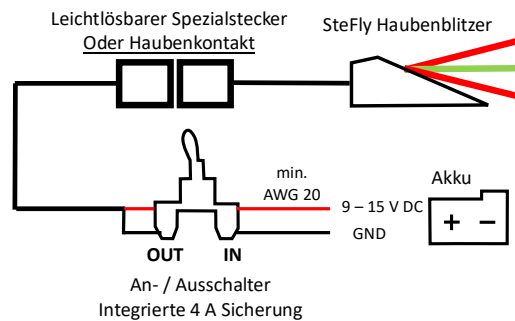 Leichtlösbarer Spezialstecker
Oder Haubenkontakt
SteFly Haubenblitzer
min.
AWG 20
9 – 15 V DC
GND
Akku
+ –
OUT
IN
An- / Ausschalter
Integrierte 4 A Sicherung